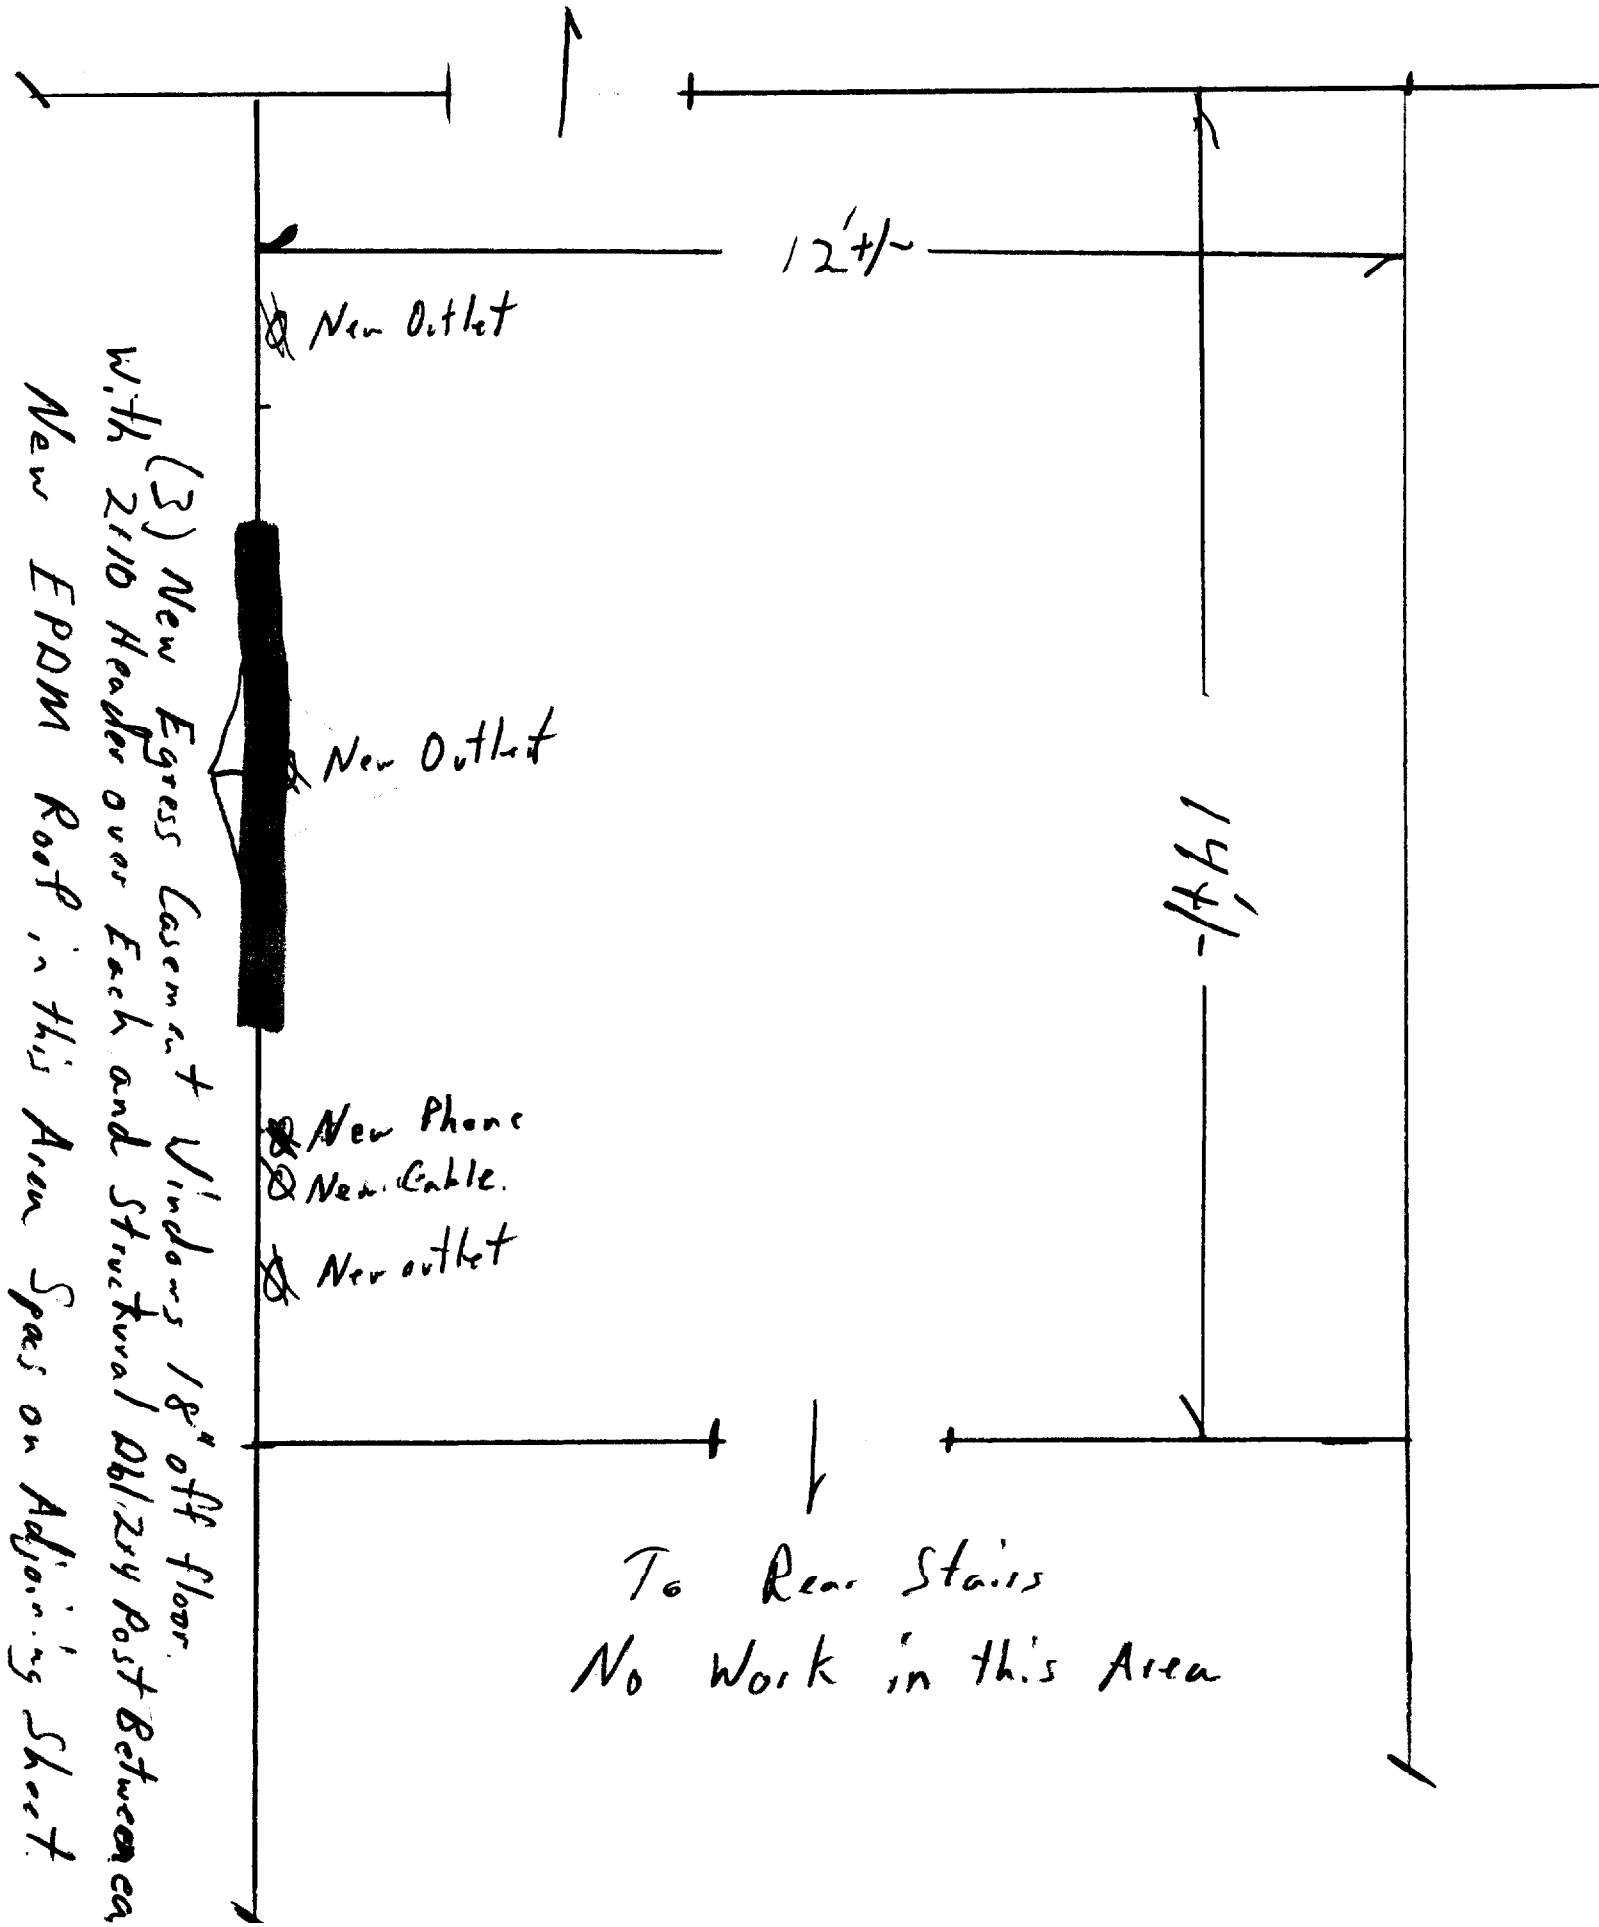 12'+/-
New Outlet
New Outlet
14'+/-
New Phone
New Cable.
New outlet
(3) New Egress Casement Windows 18" off floor.
With 2x10 Header over Each and Structural Dbl.2x4 Post Between ea
New EPDM Roof in this Area Specs on Adjoining Sheet.
To Rear Stairs
No Work in this Area